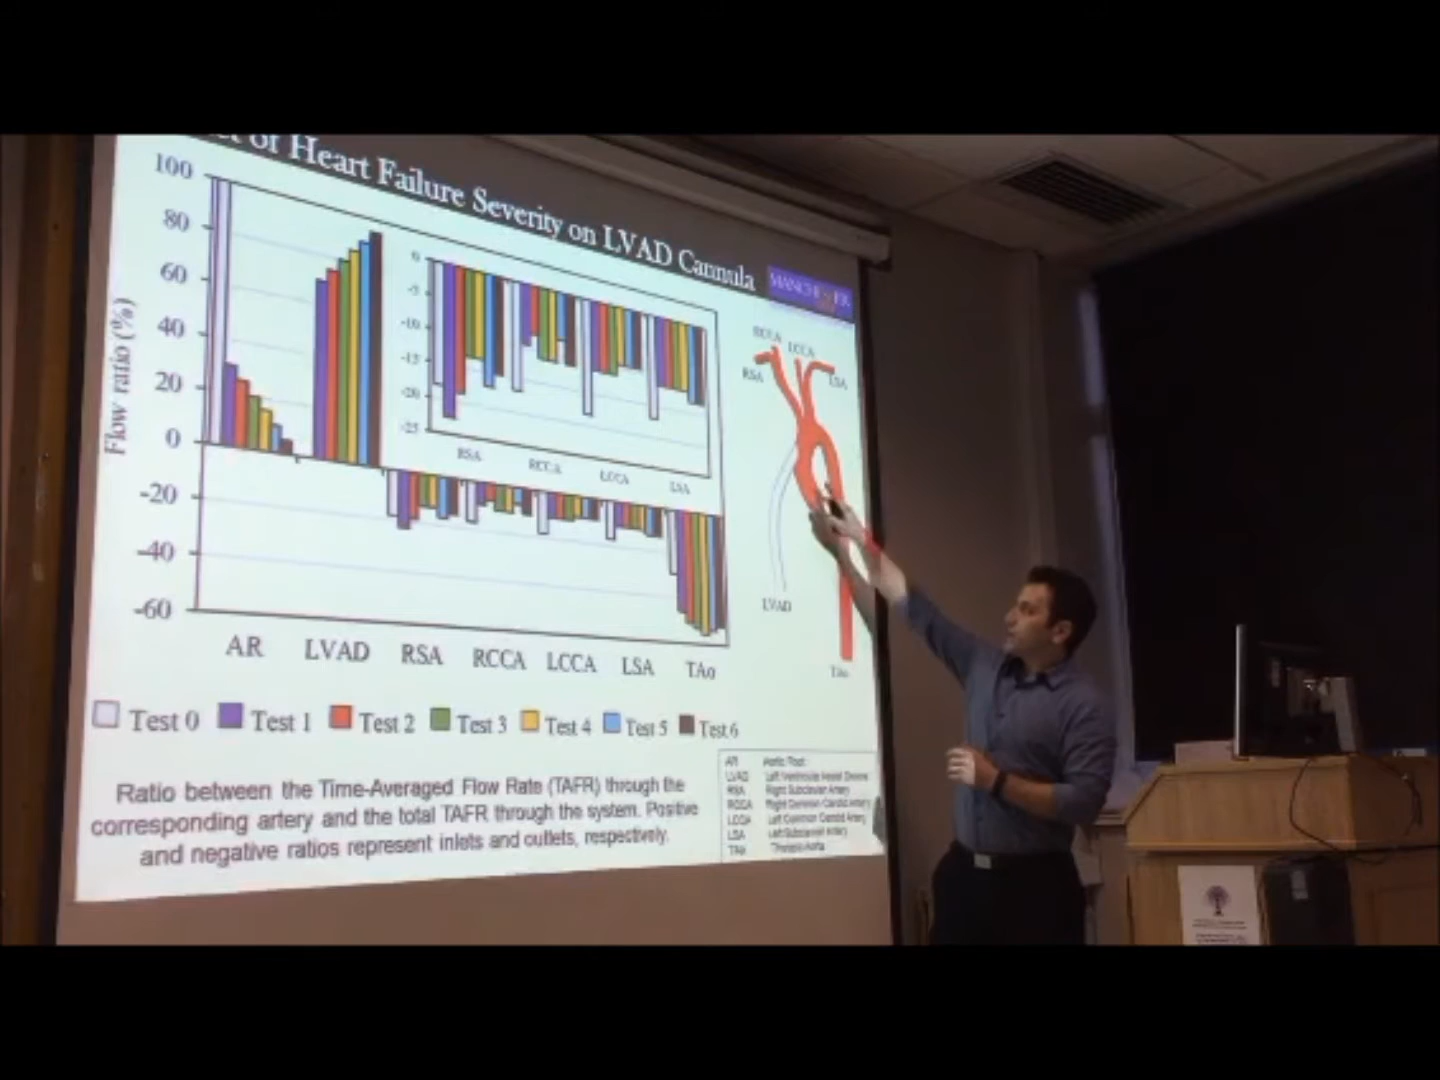 of Heart Failure Severity on LVAD Cannula
MANCHESTER
100
80
60
40
20
0
-20
-40
-60
Flow ratio (%)
0
-5
-10
-15
-20
-25
RSA
RCCA
LCCA
LSA
AR
LVAD
RSA
RCCA
LCCA
LSA
TAo
Test 0
Test 1
Test 2
Test 3
Test 4
Test 5
Test 6
RCCA
LCCA
RSA
LSA
LVAD
TAo
Ratio between the Time-Averaged Flow Rate (TAFR) through the
corresponding artery and the total TAFR through the system. Positive
and negative ratios represent inlets and outlets, respectively.
AR Aortic Root
LVAD Left Ventricular Assist Device
RSA Right Subclavian Artery
RCCA Right Common Carotid Artery
LCCA Left Common Carotid Artery
LSA Left Subclavian Artery
TAo Thoracic Aorta